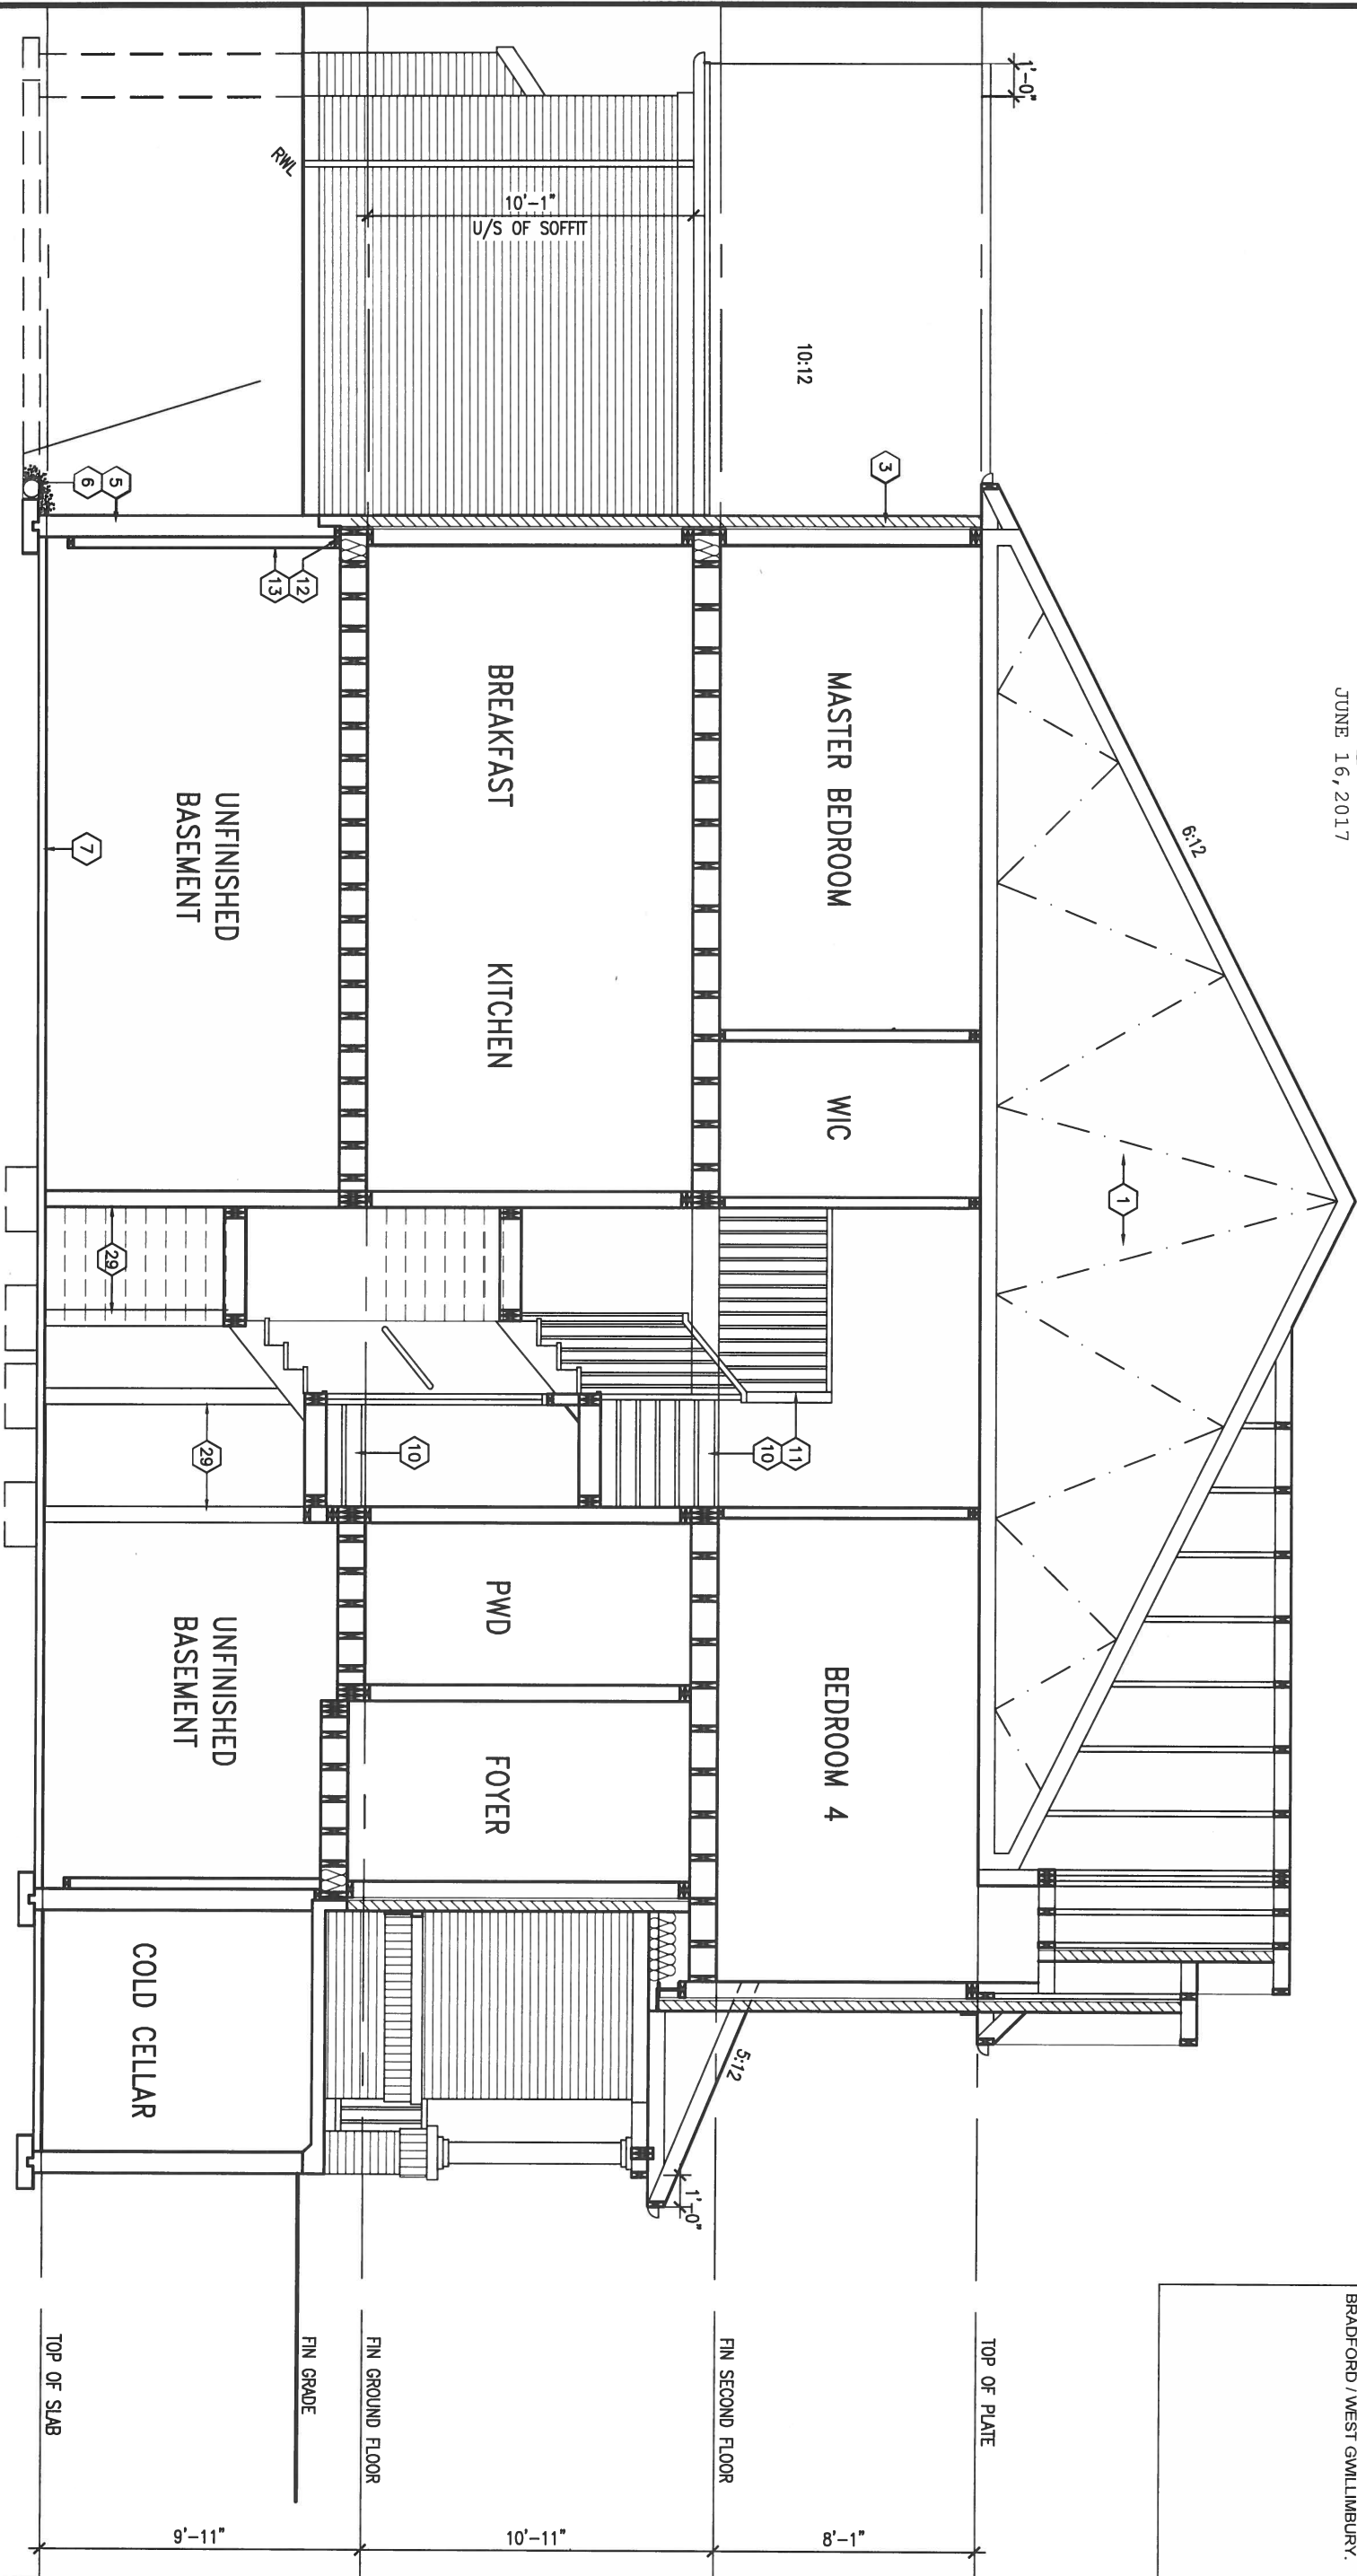 JUNE 16,2017
BRADFORD / WEST GWILLIMBURY.
1'-0"
6:12
1
10:12
3
MASTER BEDROOM
WIC
BEDROOM 4
TOP OF PLATE
8'-1"
11
10
5:12
1'-0"
FIN SECOND FLOOR
10'-1"
U/S OF SOFFIT
BREAKFAST
KITCHEN
PWD
FOYER
10'-11"
10
FIN GROUND FLOOR
RWL
12
13
FIN GRADE
UNFINISHED
BASEMENT
29
UNFINISHED
BASEMENT
COLD CELLAR
9'-11"
5
6
7
29
TOP OF SLAB